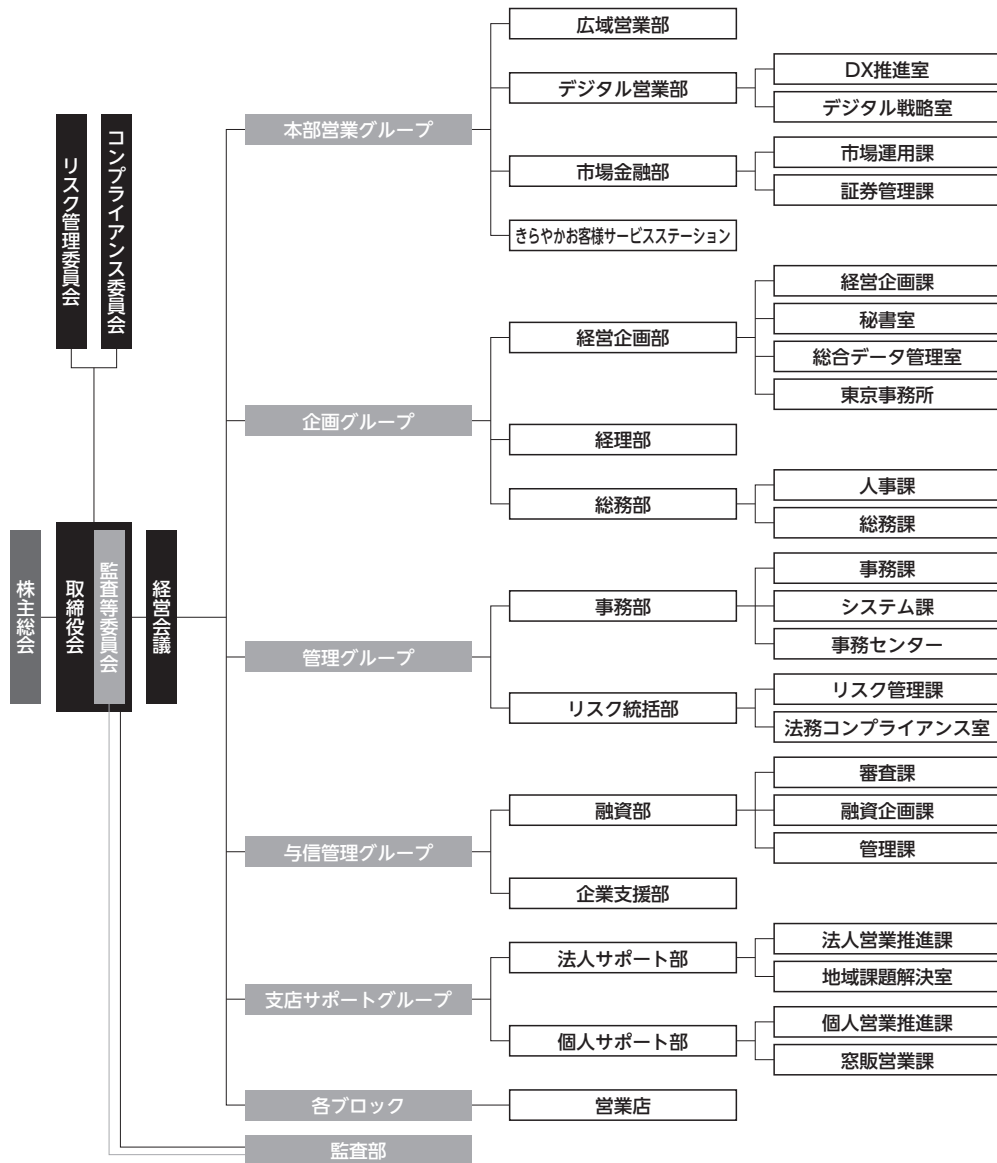 リスク管理委員会
コンプライアンス委員会
株主総会
取締役会
監査等委員会
経営会議
本部営業グループ
広域営業部
デジタル営業部
DX推進室
デジタル戦略室
市場金融部
市場運用課
証券管理課
きらやかお客様サービスステーション
企画グループ
経営企画部
経営企画課
秘書室
総合データ管理室
東京事務所
経理部
総務部
人事課
総務課
管理グループ
事務部
事務課
システム課
事務センター
リスク統括部
リスク管理課
法務コンプライアンス室
与信管理グループ
融資部
審査課
融資企画課
管理課
企業支援部
支店サポートグループ
法人サポート部
法人営業推進課
地域課題解決室
個人サポート部
個人営業推進課
窓販営業課
各ブロック
営業店
監査部